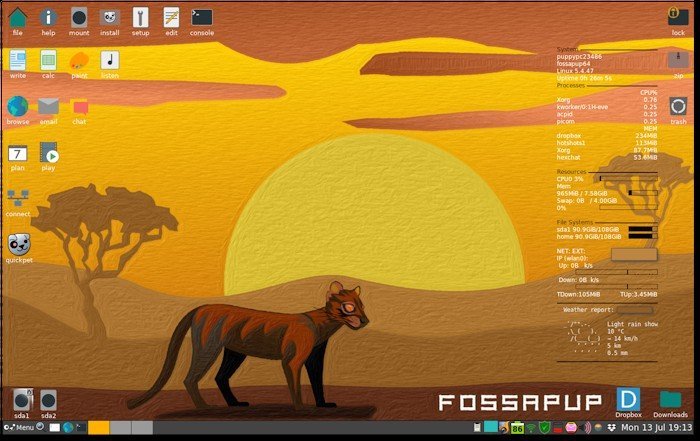 file help mount install setup edit console lock
write calc paint listen zip
browse email chat trash
plan play
connect
quickpet
7
System
puppypc23486
fossapup64
Linux 5.4.47
Uptime:0h 26m 5s
Processes
CPU%
Xorg 0.76
kworker/0:1H-eve 0.25
acpid 0.25
picom 0.25
MEM
dropbox 234MiB
hotshots1 113MiB
Xorg 87.7MiB
hexchat 53.6MiB
Resources
CPU0 3%
Mem
965MiB / 7.58GiB
Swap: 0B / 4.00GiB
0%
File Systems
sda1 90.9GiB/108GiB
home 90.9GiB/108GiB
NET: EXT:
IP (wlan0):
Up: 0B k/s
Down: 0B k/s
TDown:105MiB TUp:3.45MiB
Weather report:
Light rain show
10 °C
→ 14 km/h
5 km
0.5 mm
FOSSAPUP
sda1 sda2 D Dropbox Downloads
Menu 86 Mon 13 Jul 19:13